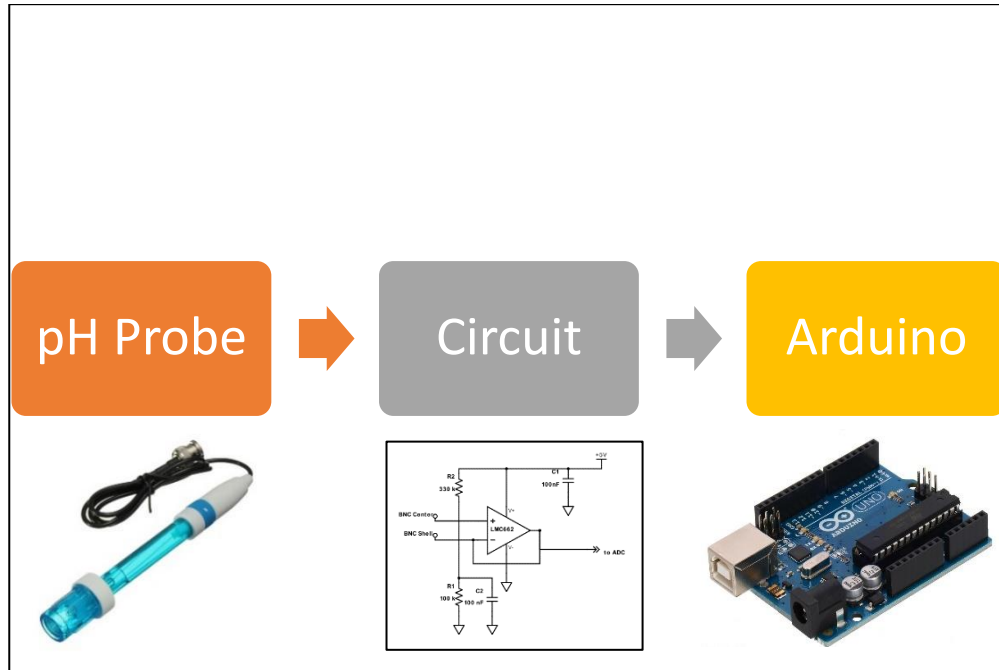 pH Probe
Circuit
Arduino
+5V
R2
330 k
C1
100nF
V+
BNC Center
LMC662
BNC Shell
V-
to ADC
R1
100 k
C2
100 nF
UNO
ARDUINO